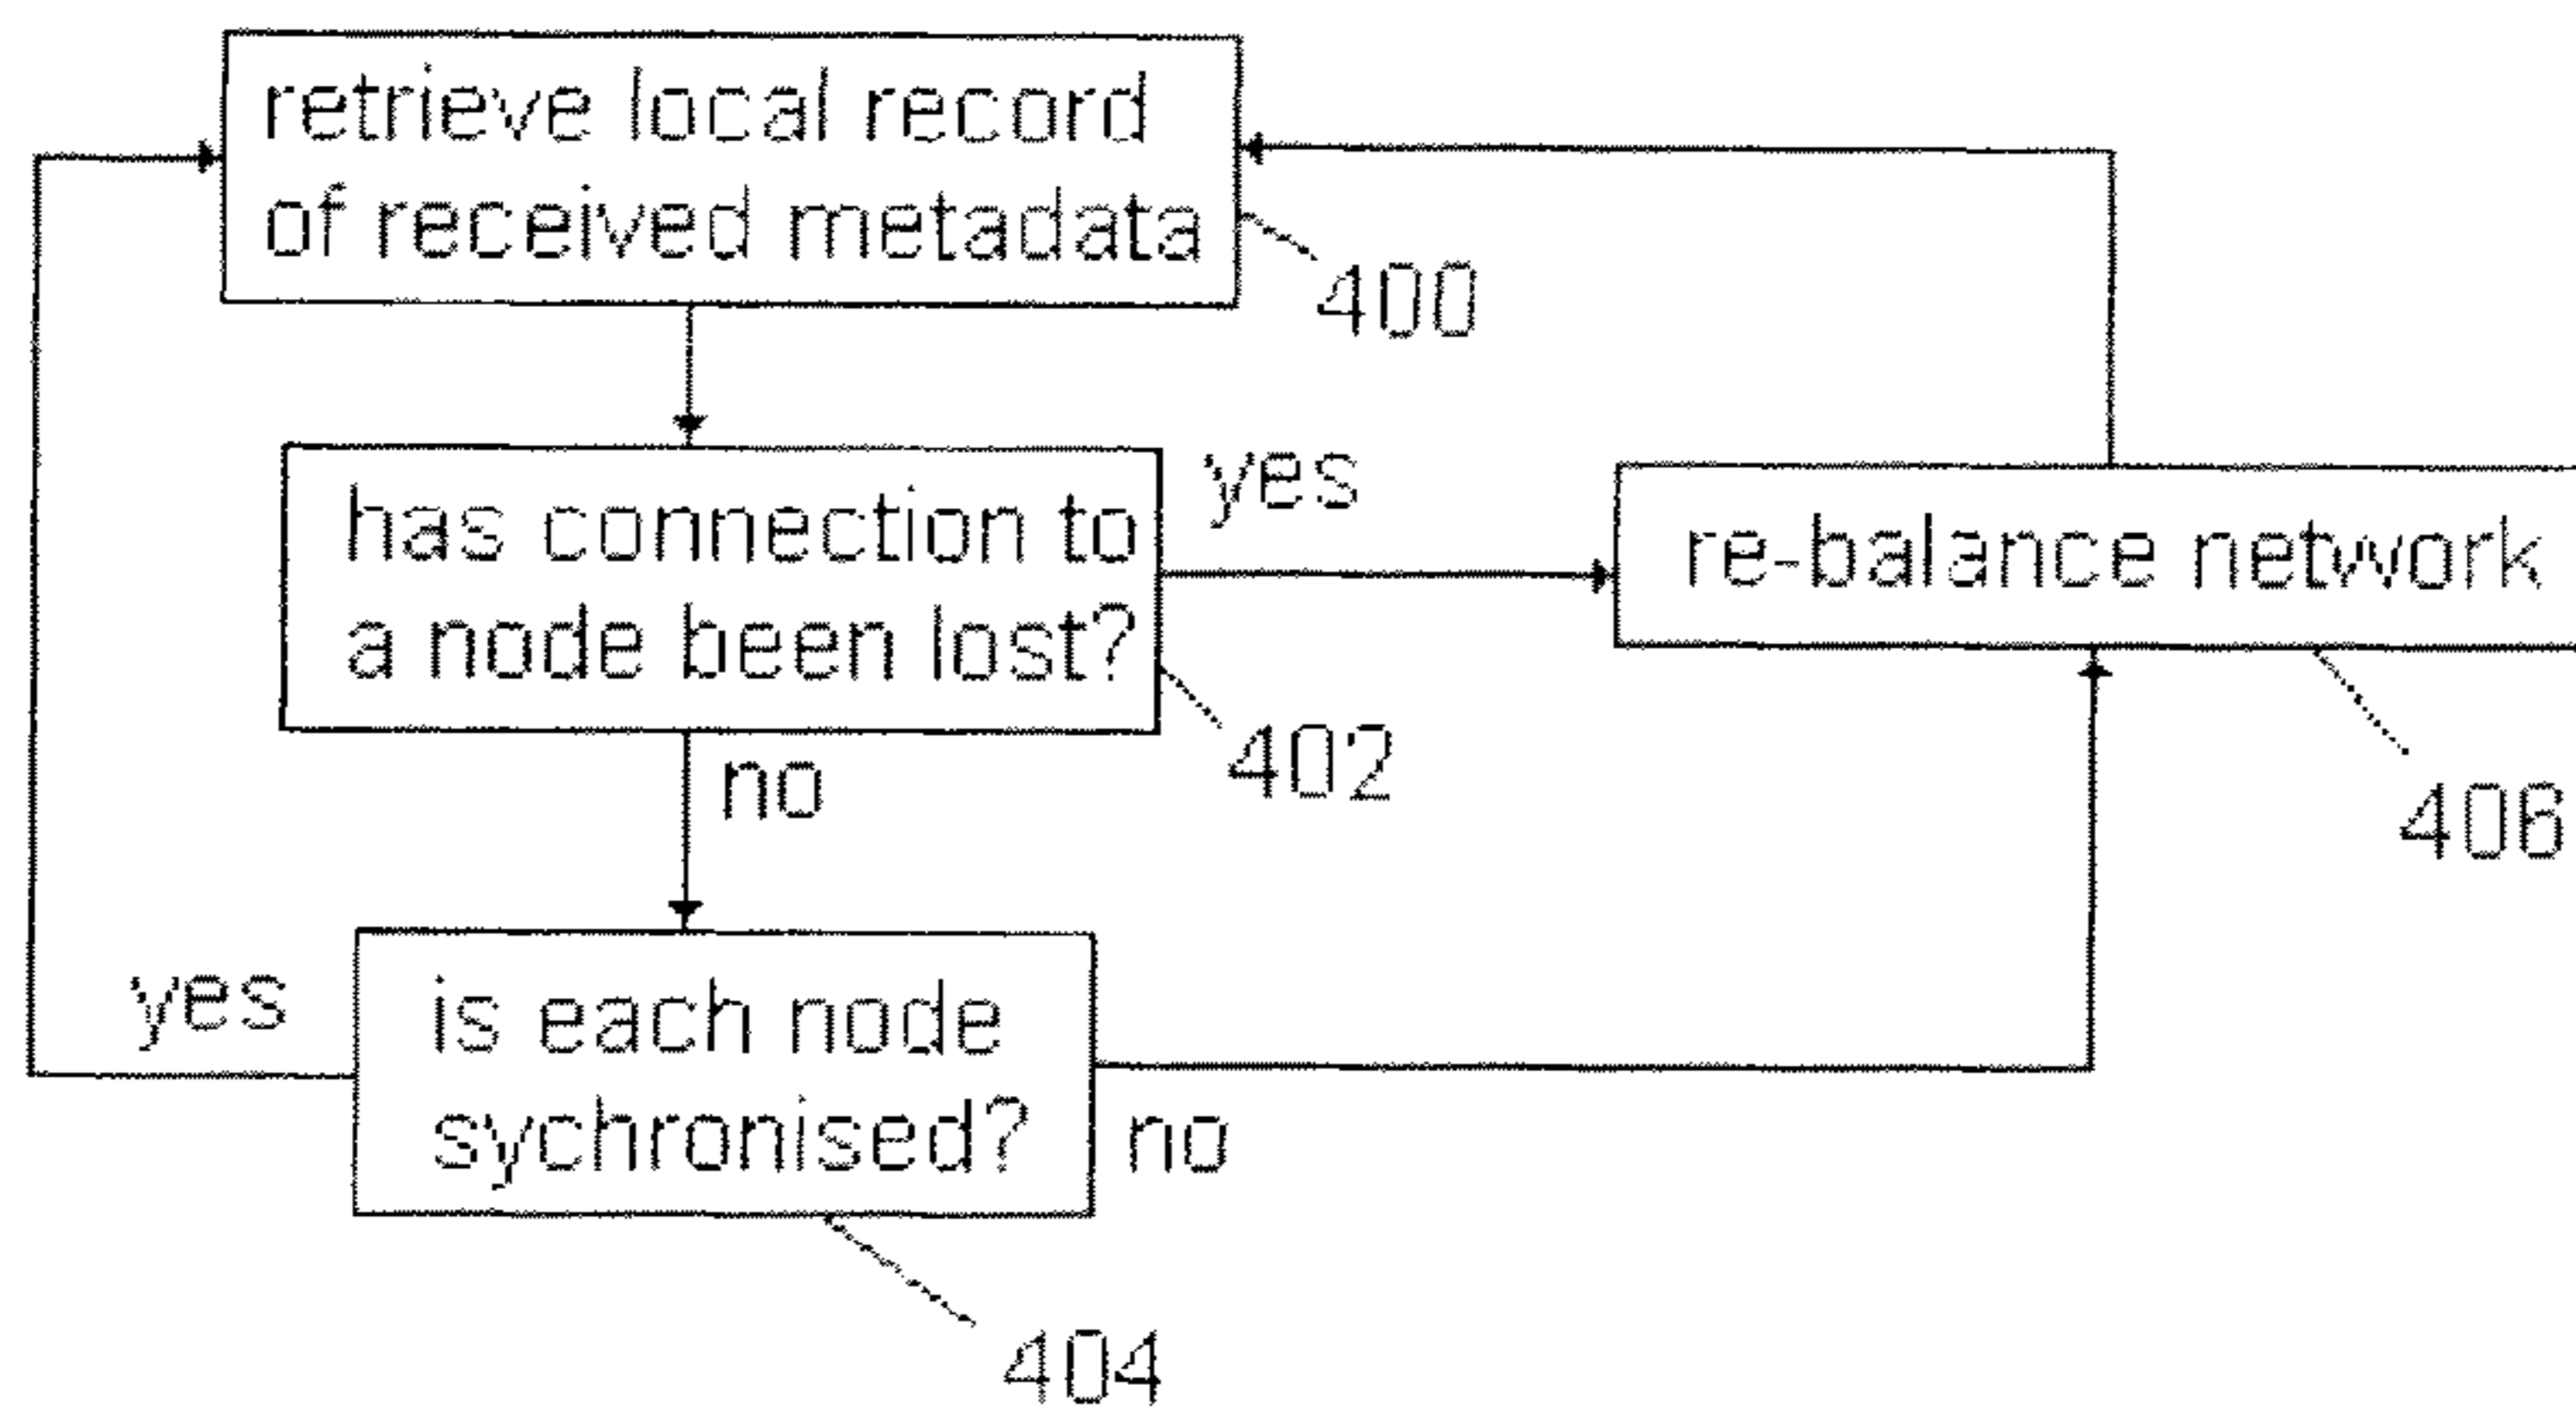 retrieve local record
of received metadata
400
has connection to
a node been lost?
yes
402
re-balance network
406
no
is each node
sychronised?
yes
no
404